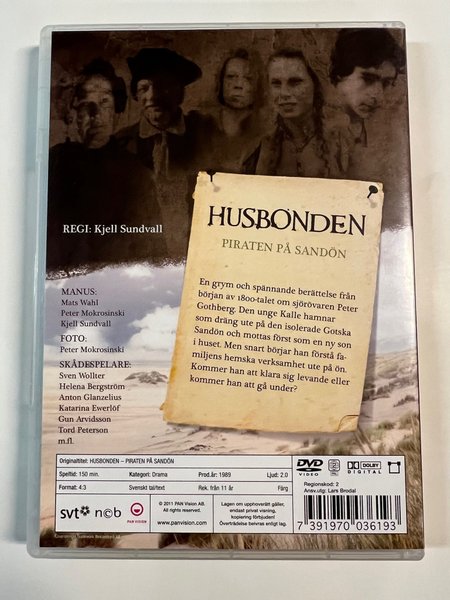 REGI: Kjell Sundvall
HUSBONDEN
PIRATEN PÅ SANDÖN
En grym och spännande berättelse från
början av 1800-talet om sjörövaren Peter
Gothberg. Den unge Kalle hamnar
som dräng ute på den isolerade Gotska
Sandön och mottas först som en ny son
i huset. Men snart börjar han förstå fa-
miljens hemska verksamhet ute på ön.
Kommer han att klara sig levande eller
kommer han att gå under?
MANUS:
Mats Wahl
Peter Mokrosinski
Kjell Sundvall
FOTO:
Peter Mokrosinski
SKÅDESPELARE:
Sven Wollter
Helena Bergström
Anton Glanzelius
Katarina Ewerlöf
Gun Arvidsson
Tord Peterson
m.fl.
Originaltitel: HUSBONDEN – PIRATEN PÅ SANDÖN
Speltid: 150 min.
Kategori: Drama
Prod.år: 1989
Ljud: 2.0
Format: 4:3
Svenskt tal/text
Rek. från 11 år
Färg
svt
ncb
PAN VISION
© 2011 PAN Vision AB.
All rights reserved.
www.panvision.com
Lagen om upphovsrätt gäller,
endast privat visning,
kopiering förbjuden!
Överträdelse beivras enligt lag.
DVD
VIDEO
2
DOLBY
DIGITAL
Regionskod: 2
Ansv.utg: Lars Brodal
7 391970 036193